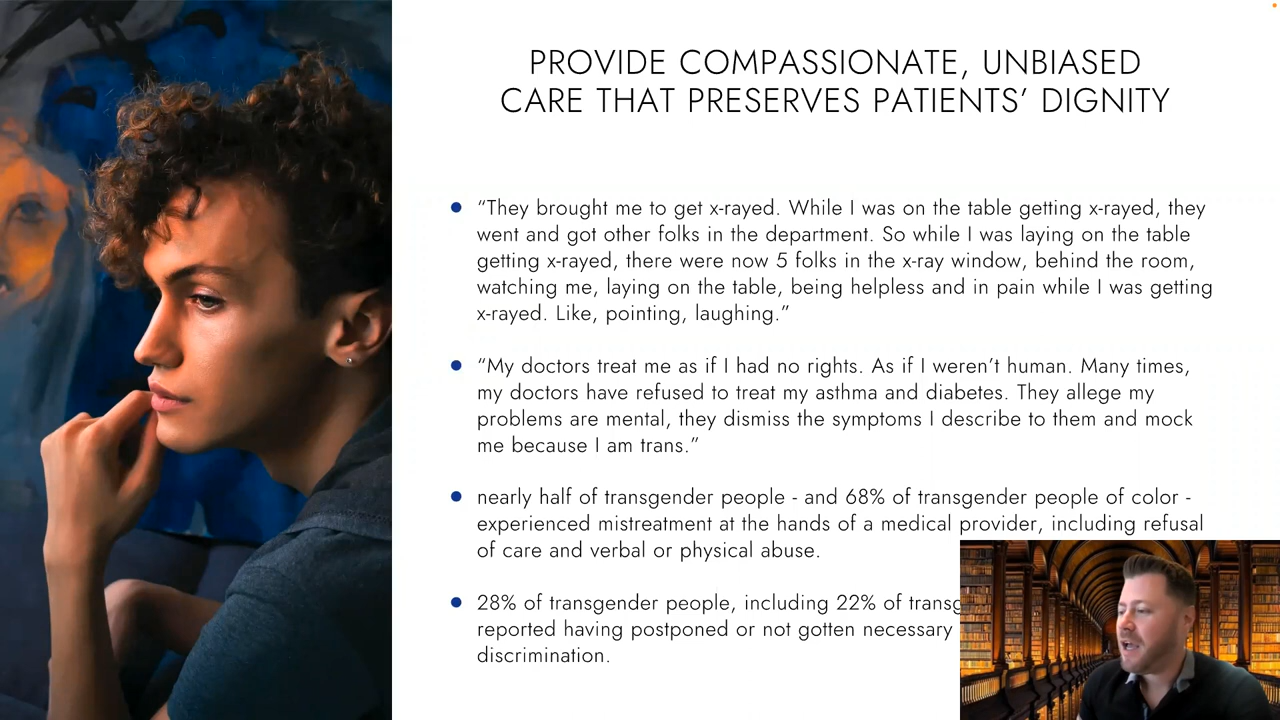 PROVIDE COMPASSIONATE, UNBIASED
CARE THAT PRESERVES PATIENTS’ DIGNITY
“They brought me to get x-rayed. While I was on the table getting x-rayed, they
went and got other folks in the department. So while I was laying on the table
getting x-rayed, there were now 5 folks in the x-ray window, behind the room,
watching me, laying on the table, being helpless and in pain while I was getting
x-rayed. Like, pointing, laughing.”
“My doctors treat me as if I had no rights. As if I weren’t human. Many times,
my doctors have refused to treat my asthma and diabetes. They allege my
problems are mental, they dismiss the symptoms I describe to them and mock
me because I am trans.”
nearly half of transgender people - and 68% of transgender people of color -
experienced mistreatment at the hands of a medical provider, including refusal
of care and verbal or physical abuse.
28% of transgender people, including 22% of
reported having postponed or not gotten necessary
discrimination.